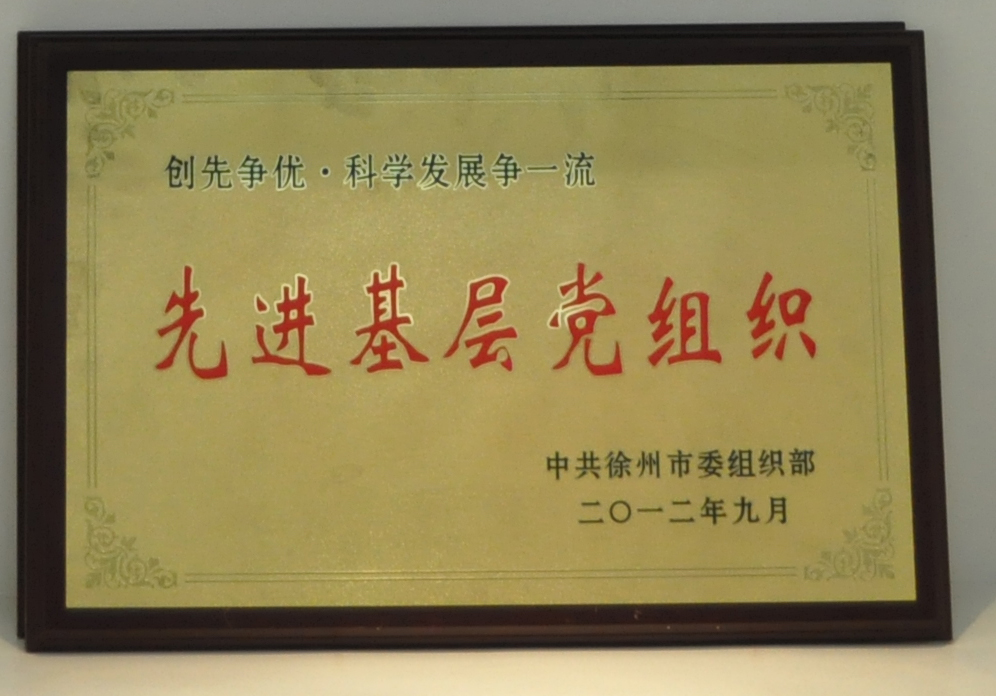 创先争优·科学发展争一流
先进基层党组织
中共徐州市委组织部
二〇一二年九月